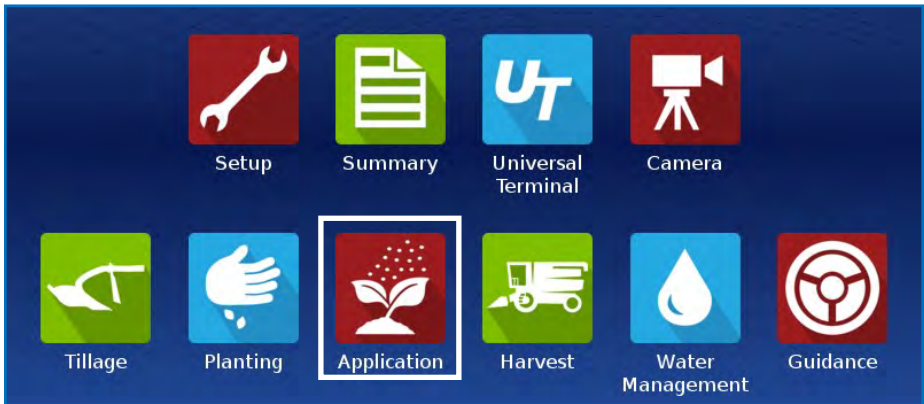 UT
Setup
Summary
Universal
Terminal
Camera
Tillage
Planting
Application
Harvest
Water
Management
Guidance